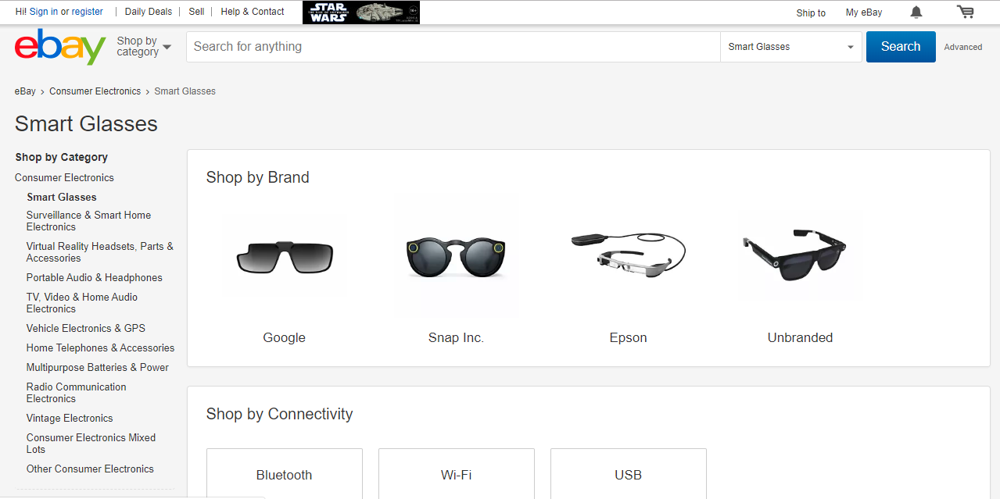 Hi! Sign in or register
Daily Deals
Sell
Help & Contact
STAR
WARS
Ship to
My eBay
ebay
Shop by
category
Search for anything
Smart Glasses
Search
Advanced
eBay > Consumer Electronics > Smart Glasses
Smart Glasses
Shop by Category
Consumer Electronics
Smart Glasses
Surveillance & Smart Home
Electronics
Virtual Reality Headsets, Parts &
Accessories
Portable Audio & Headphones
TV, Video & Home Audio
Electronics
Vehicle Electronics & GPS
Home Telephones & Accessories
Multipurpose Batteries & Power
Radio Communication
Electronics
Vintage Electronics
Consumer Electronics Mixed
Lots
Other Consumer Electronics
Shop by Brand
Google
Snap Inc.
Epson
Unbranded
Shop by Connectivity
Bluetooth
Wi-Fi
USB